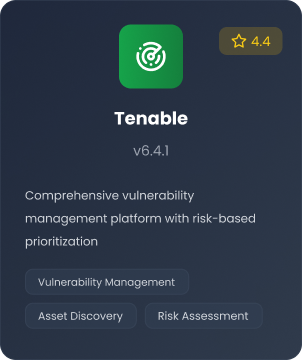 4.4
Tenable
v6.4.1
Comprehensive vulnerability
management platform with risk-based
prioritization
Vulnerability Management
Asset Discovery
Risk Assessment